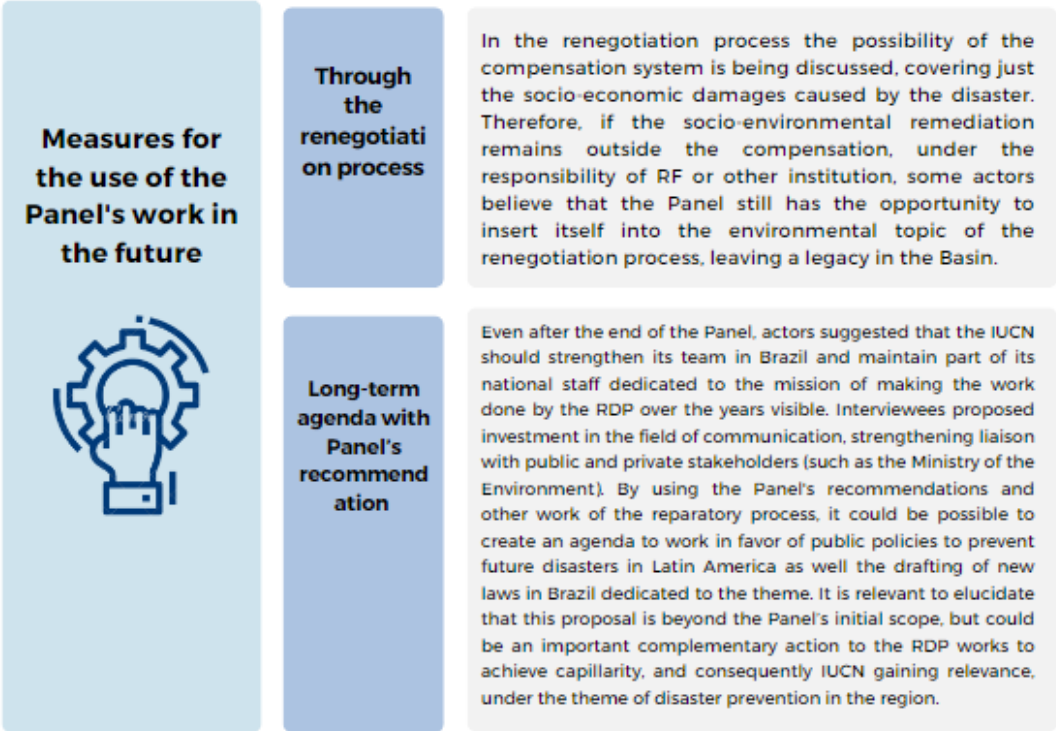 Measures for
the use of the
Panel's work in
the future
Through
the
renegotiati
on process
In the renegotiation process the possibility of the
compensation system is being discussed, covering just
the socio-economic damages caused by the disaster.
Therefore, if the socio-environmental remediation
remains outside the compensation, under the
responsibility of RF or other institution, some actors
believe that the Panel still has the opportunity to
insert itself into the environmental topic of the
renegotiation process, leaving a legacy in the Basin.
Long-term
agenda with
Panel's
recommend
ation
Even after the end of the Panel, actors suggested that the IUCN
should strengthen its team in Brazil and maintain part of its
national staff dedicated to the mission of making the work
done by the RDP over the years visible. Interviewees proposed
investment in the field of communication, strengthening liaison
with public and private stakeholders (such as the Ministry of the
Environment). By using the Panel's recommendations and
other work of the reparatory process, it could be possible to
create an agenda to work in favor of public policies to prevent
future disasters in Latin America as well the drafting of new
laws in Brazil dedicated to the theme. It is relevant to elucidate
that this proposal is beyond the Panel's initial scope, but could
be an important complementary action to the RDP works to
achieve capillarity, and consequently IUCN gaining relevance,
under the theme of disaster prevention in the region.